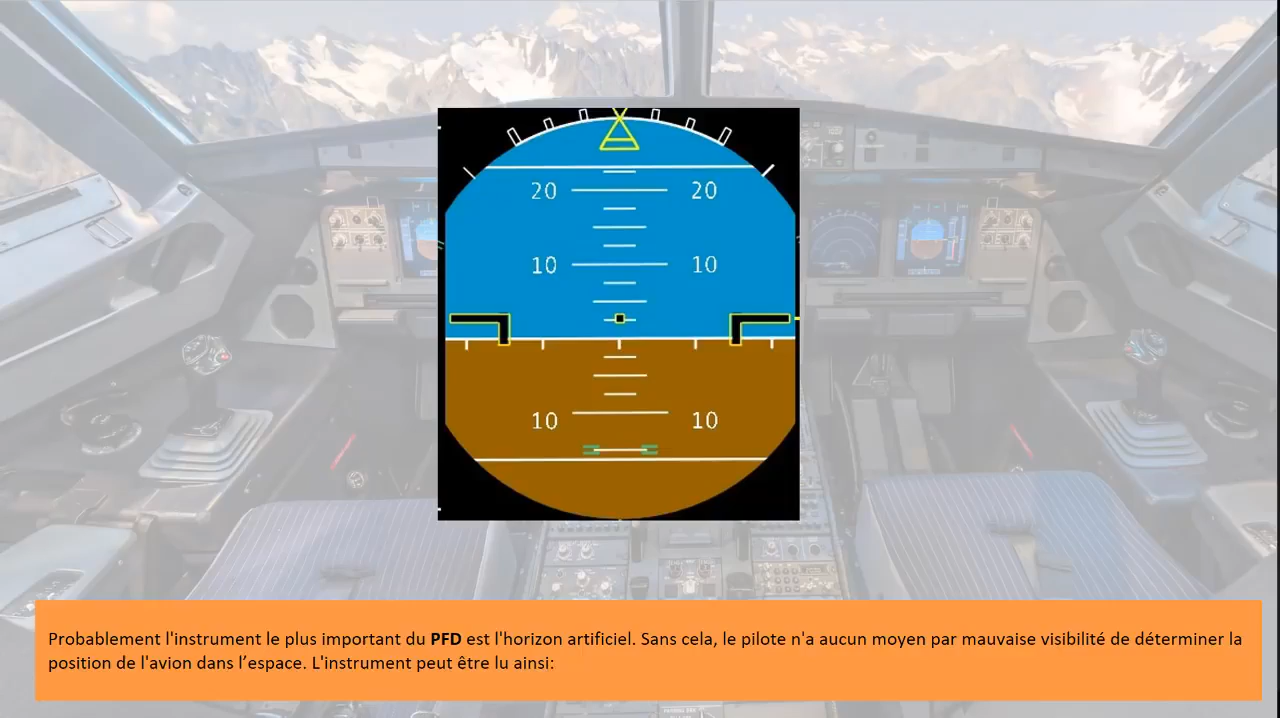 20 20
10 10
10 10
Probablement l'instrument le plus important du PFD est l'horizon artificiel. Sans cela, le pilote n'a aucun moyen par mauvaise visibilité de déterminer la
position de l'avion dans l’espace. L'instrument peut être lu ainsi: